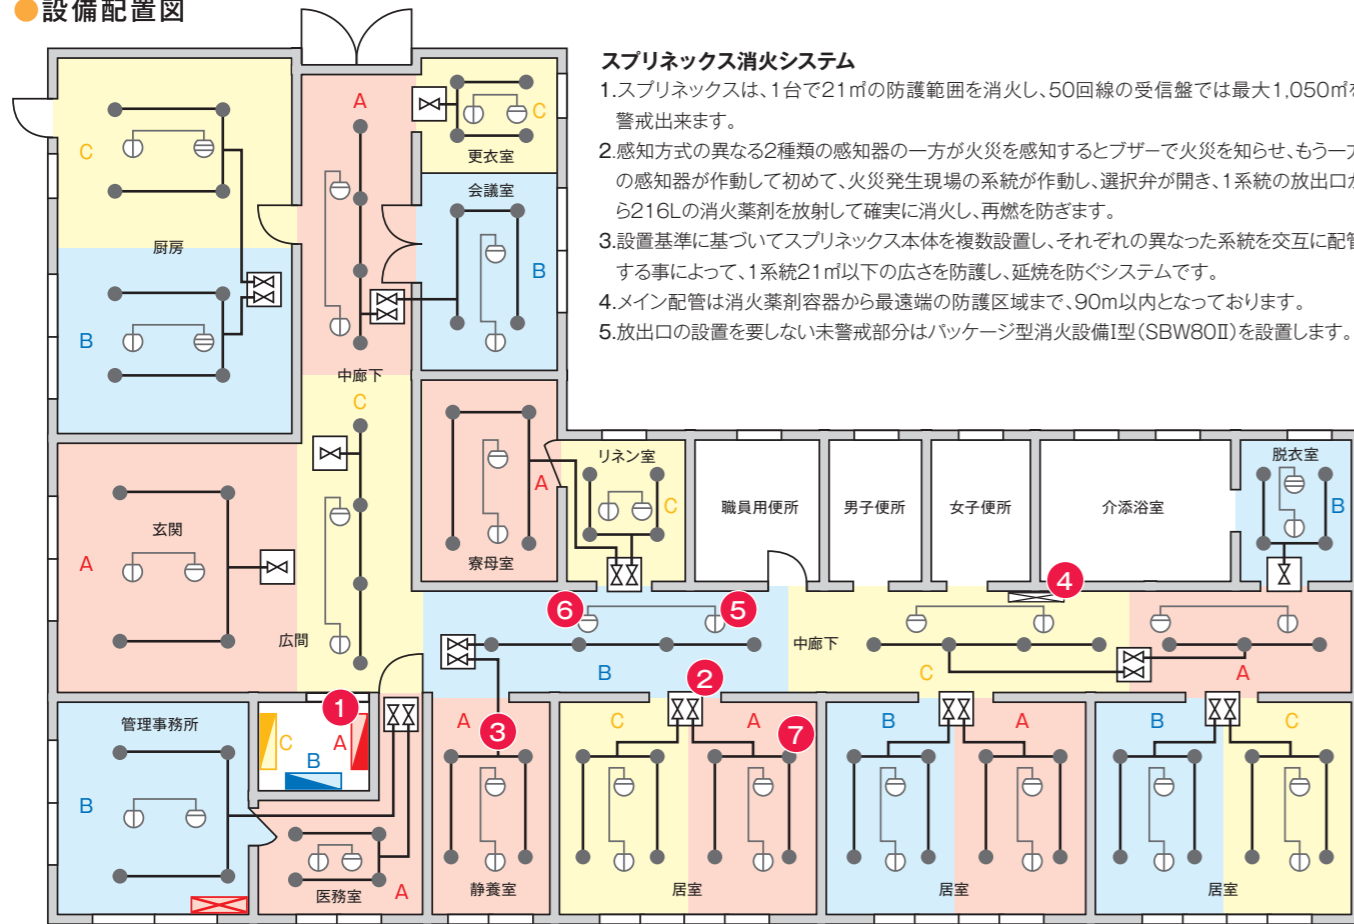 ●設備配置図
スプリネックス消火システム
1.スプリネックスは、1台で21㎡の防護範囲を消火し、50回線の受信盤では最大1,050㎡を
警戒出来ます。
2.感知方式の異なる2種類の感知器の一方が火災を感知するとブザーで火災を知らせ、もう一方
の感知器が作動して初めて、火災発生現場の系統が作動し、選択弁が開き、1系統の放出口か
ら216Lの消火薬剤を放射して確実に消火し、再燃を防ぎます。
3.設置基準に基づいてスプリネックス本体を複数設置し、それぞれの異なった系統を交互に配管
する事によって、1系統21㎡以下の広さを防護し、延焼を防ぐシステムです。
4.メイン配管は消火薬剤容器から最遠端の防護区域まで、90m以内となっております。
5.放出口の設置を要しない未警戒部分はパッケージ型消火設備Ⅰ型(SBW80Ⅱ)を設置します。
A
C
C
更衣室
会議室
厨房
B
B
中廊下
C
リネン室
脱衣室
A
C
B
玄関
職員用便所
男子便所
女子便所
介添浴室
A
寮母室
4
6
5
広間
中廊下
B
C
A
2
管理事務所
1
A
C
A
B
A
B
C
C
A
3
7
B
B
医務室
A
静養室
居室
居室
居室